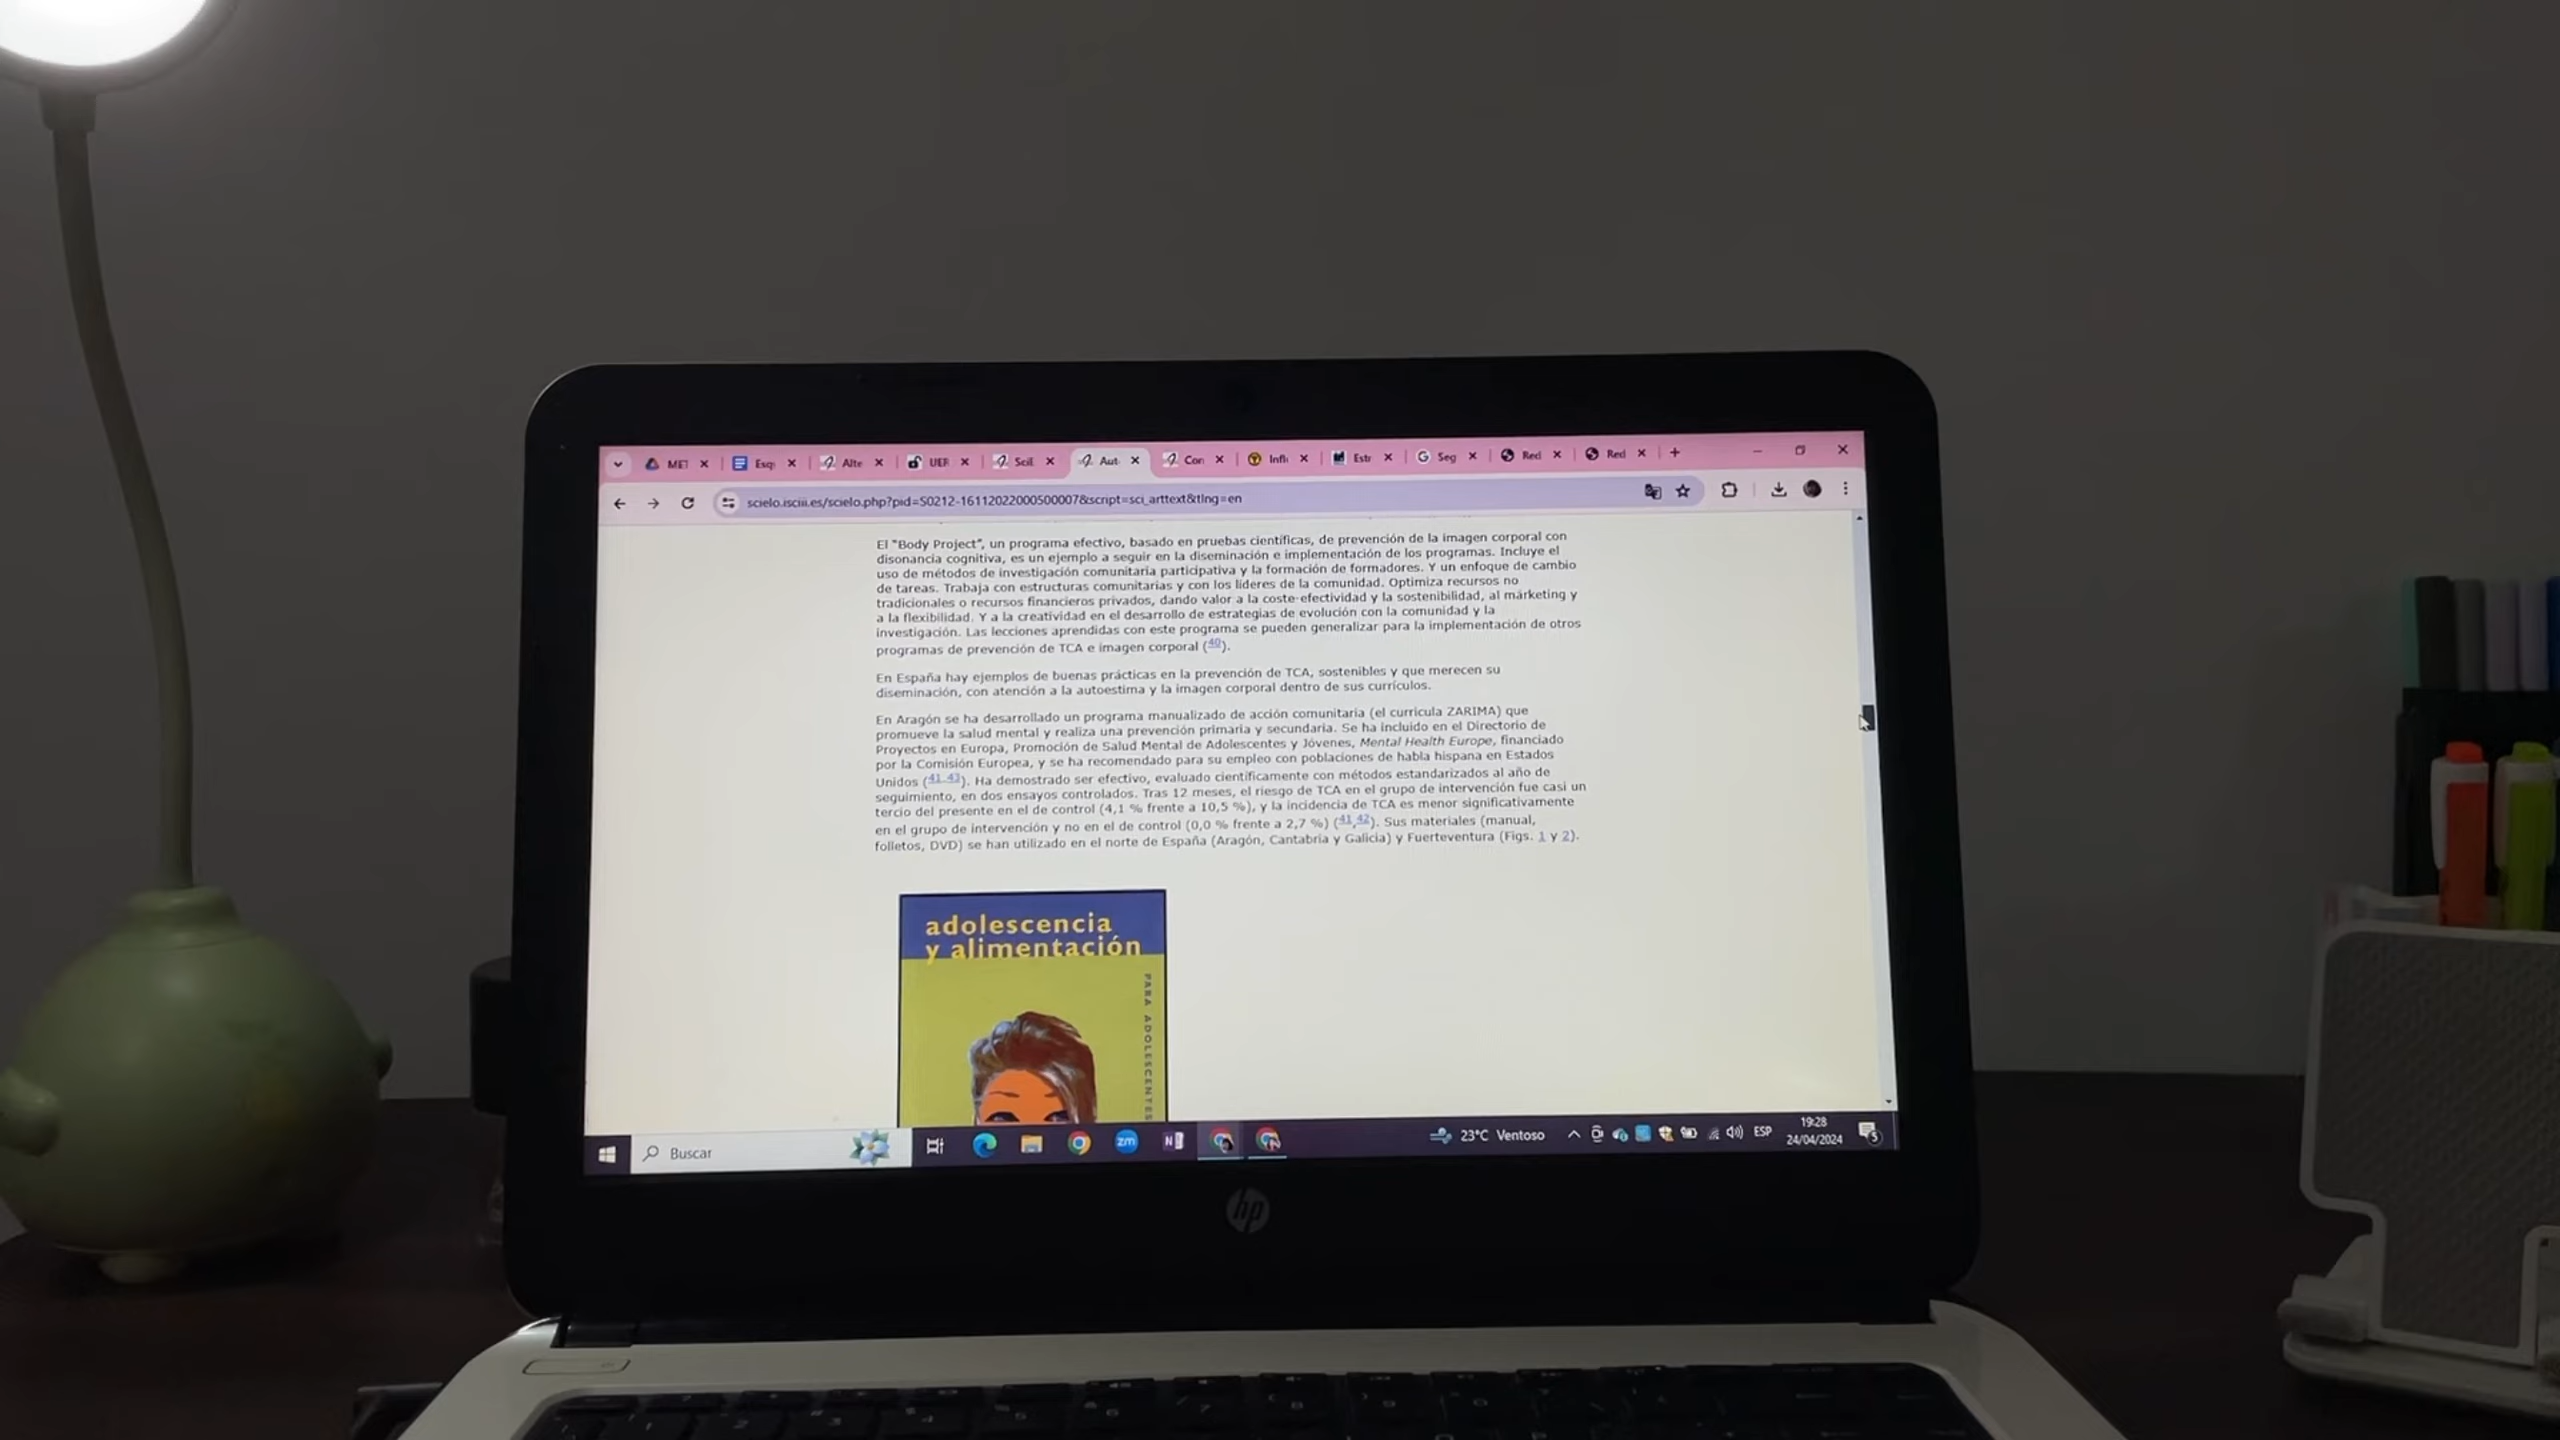 MET
Esq
Alte
UER
SciE
Aut
Con
Infl
Estr
Seg
Red
Red
scielo.isciii.es/scielo.php?pid=S0212-16112022000500007&script=sci_arttext&tlng=en
El "Body Project", un programa efectivo, basado en pruebas científicas, de prevención de la imagen corporal con
disonancia cognitiva, es un ejemplo a seguir en la diseminación e implementación de los programas. Incluye el
uso de métodos de investigación comunitaria participativa y la formación de formadores. Y un enfoque de cambio
de tareas. Trabaja con estructuras comunitarias y con los líderes de la comunidad. Optimiza recursos no
tradicionales o recursos financieros privados, dando valor a la coste-efectividad y la sostenibilidad, al márketing y
a la flexibilidad. Y a la creatividad en el desarrollo de estrategias de evolución con la comunidad y la
investigación. Las lecciones aprendidas con este programa se pueden generalizar para la implementación de otros
programas de prevención de TCA e imagen corporal (40).
En España hay ejemplos de buenas prácticas en la prevención de TCA, sostenibles y que merecen su
diseminación, con atención a la autoestima y la imagen corporal dentro de sus currículos.
En Aragón se ha desarrollado un programa manualizado de acción comunitaria (el curricula ZARIMA) que
promueve la salud mental y realiza una prevención primaria y secundaria. Se ha incluido en el Directorio de
Proyectos en Europa, Promoción de Salud Mental de Adolescentes y Jóvenes, Mental Health Europe, financiado
por la Comisión Europea, y se ha recomendado para su empleo con poblaciones de habla hispana en Estados
Unidos (41-43). Ha demostrado ser efectivo, evaluado científicamente con métodos estandarizados al año de
seguimiento, en dos ensayos controlados. Tras 12 meses, el riesgo de TCA en el grupo de intervención fue casi un
tercio del presente en el de control (4,1 % frente a 10,5 %), y la incidencia de TCA es menor significativamente
en el grupo de intervención y no en el de control (0,0 % frente a 2,7 %) (41,42). Sus materiales (manual,
folletos, DVD) se han utilizado en el norte de España (Aragón, Cantabria y Galicia) y Fuerteventura (Figs. 1 y 2).
adolescencia
y alimentación
PARA ADOLESCENTES
Buscar
zm
N
23°C Ventoso
ESP
19:28
24/04/2024
5
hp